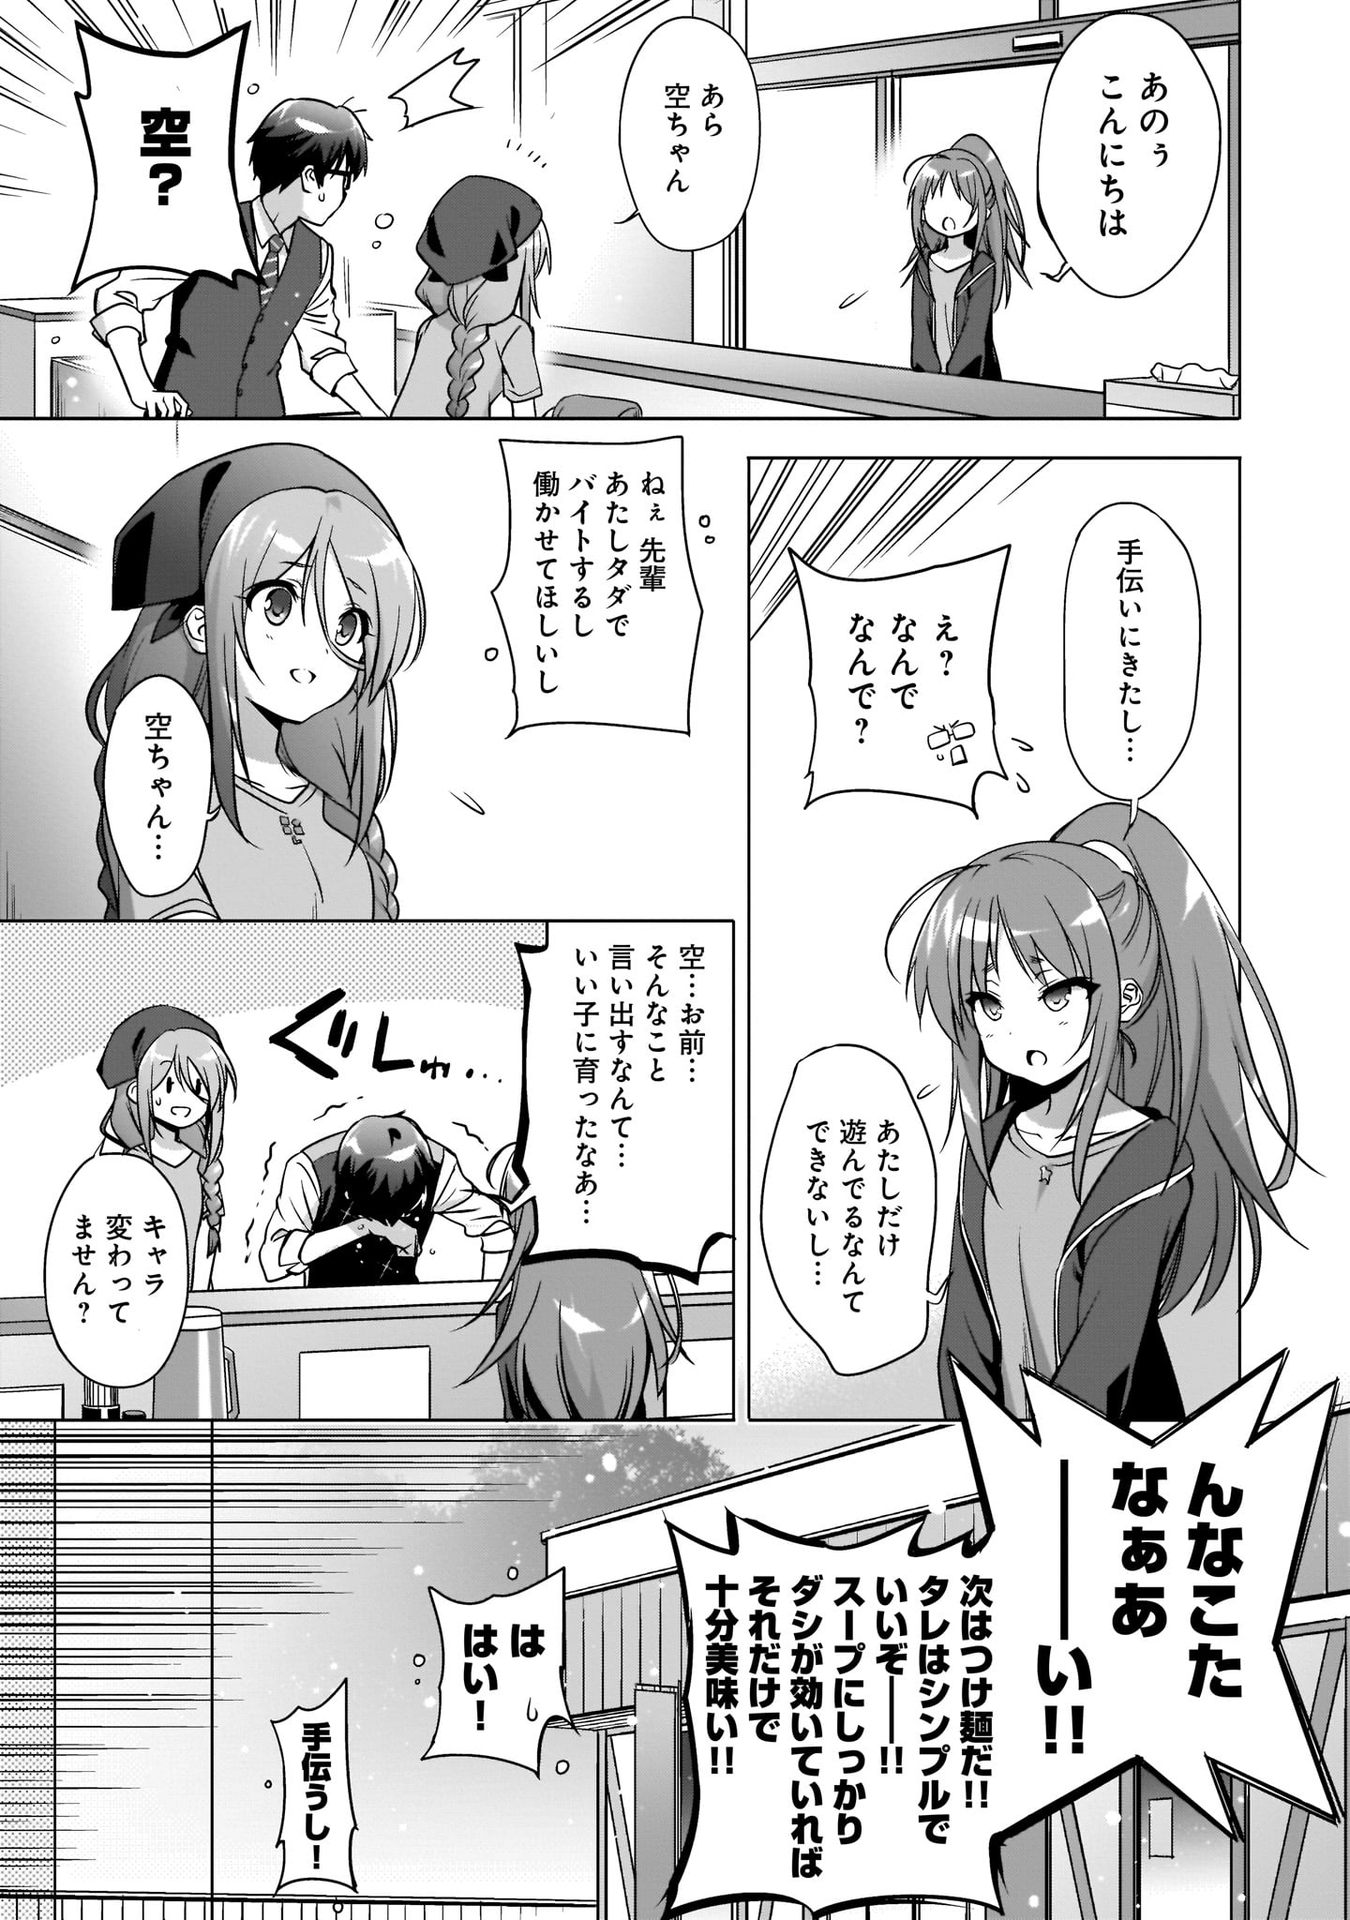 あのぅ
こんにちは
あら
空ちゃん
空?
手伝いにきたし…
え?
なんで
なんで?
あたしだけ
遊んでるなんて
できないし…
ねぇ 先輩
あたしタダで
バイトするし
働かせてほしいし
空ちゃん…
空…お前…
そんなこと
言い出すなんて…
いい子に育ったなあ…
ぐしゅ…
キャラ
変わって
ません?
んなこた
なぁあ
――い!!
次はつけ麺だ!!
タレはシンプルで
いいぞ――!!
スープにしっかり
ダシが効いていれば
それだけで
十分美味い!!
は
はい!
手伝うし!